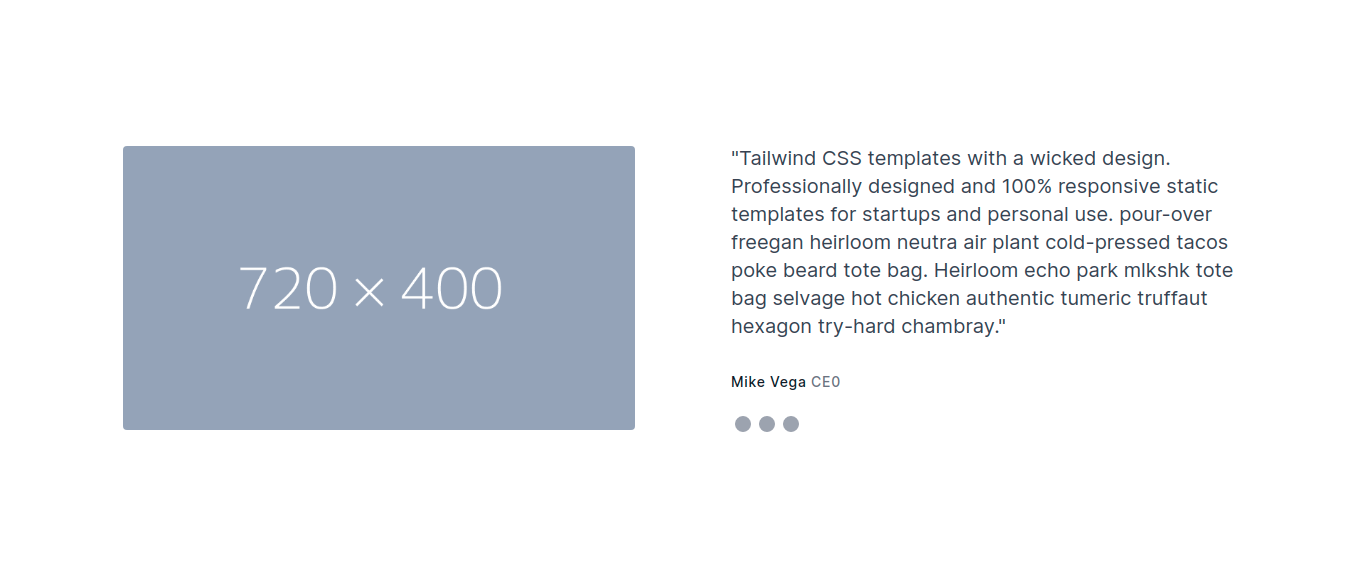 720 × 400
"Tailwind CSS templates with a wicked design.
Professionally designed and 100% responsive static
templates for startups and personal use. pour-over
freegan heirloom neutra air plant cold-pressed tacos
poke beard tote bag. Heirloom echo park mlkshk tote
bag selvage hot chicken authentic tumeric truffaut
hexagon try-hard chambray."
Mike Vega CE0